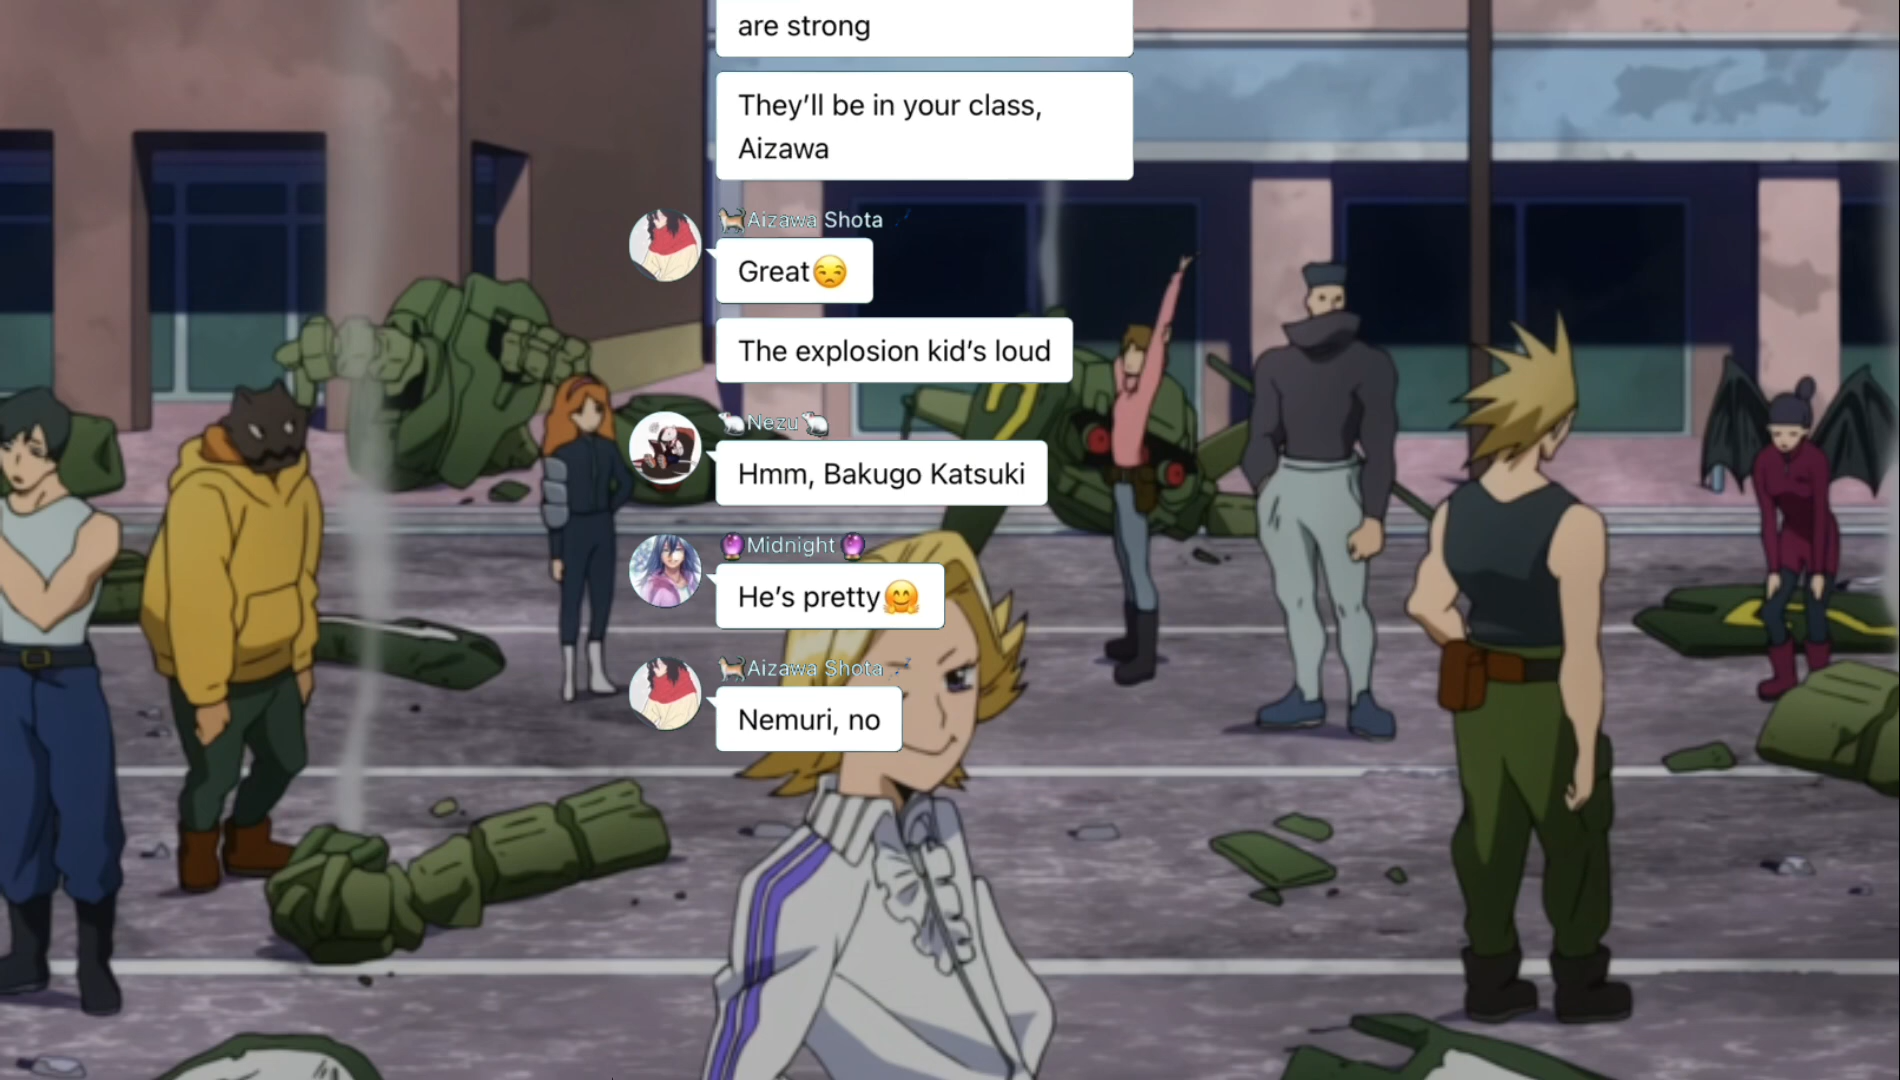 are strong
They’ll be in your class,
Aizawa
🐕Aizawa Shota
Great😒
The explosion kid’s loud
🐁Nezu🐁
Hmm, Bakugo Katsuki
🔮Midnight🔮
He’s pretty🤗
🐕Aizawa Shota
Nemuri, no